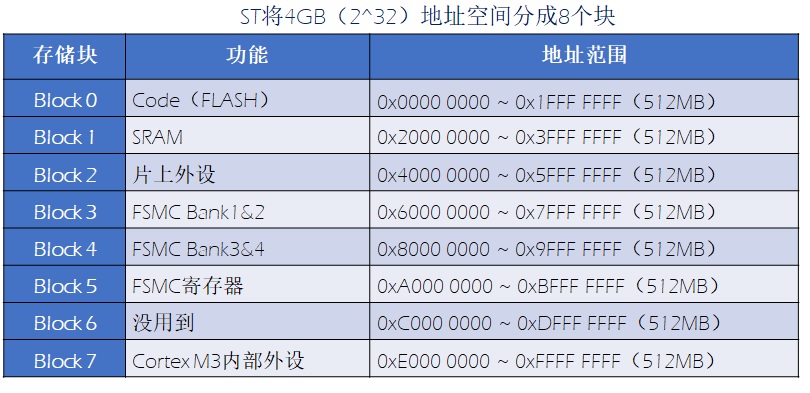 ST将4GB（2^32）地址空间分成8个块
存储块 功能 地址范围
Block 0 Code（FLASH） 0x0000 0000 ~ 0x1FFF FFFF（512MB）
Block 1 SRAM 0x2000 0000 ~ 0x3FFF FFFF（512MB）
Block 2 片上外设 0x4000 0000 ~ 0x5FFF FFFF（512MB）
Block 3 FSMC Bank1&2 0x6000 0000 ~ 0x7FFF FFFF（512MB）
Block 4 FSMC Bank3&4 0x8000 0000 ~ 0x9FFF FFFF（512MB）
Block 5 FSMC寄存器 0xA000 0000 ~ 0xBFFF FFFF（512MB）
Block 6 没用到 0xC000 0000 ~ 0xDFFF FFFF（512MB）
Block 7 Cortex M3内部外设 0xE000 0000 ~ 0xFFFF FFFF（512MB）